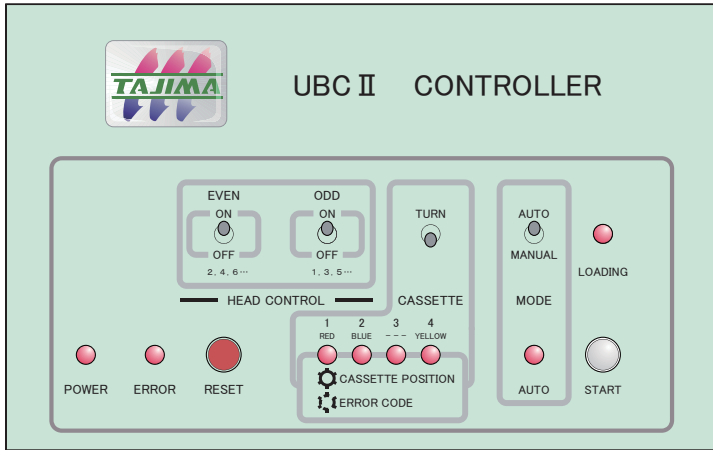 TAJIMA
UBC Ⅱ CONTROLLER
EVEN ODD
ON ON TURN AUTO
OFF OFF MANUAL
2, 4, 6… 1, 3, 5… LOADING
HEAD CONTROL CASSETTE MODE
1 2 3 4
RED BLUE --- YELLOW
POWER ERROR RESET CASSETTE POSITION AUTO START
ERROR CODE